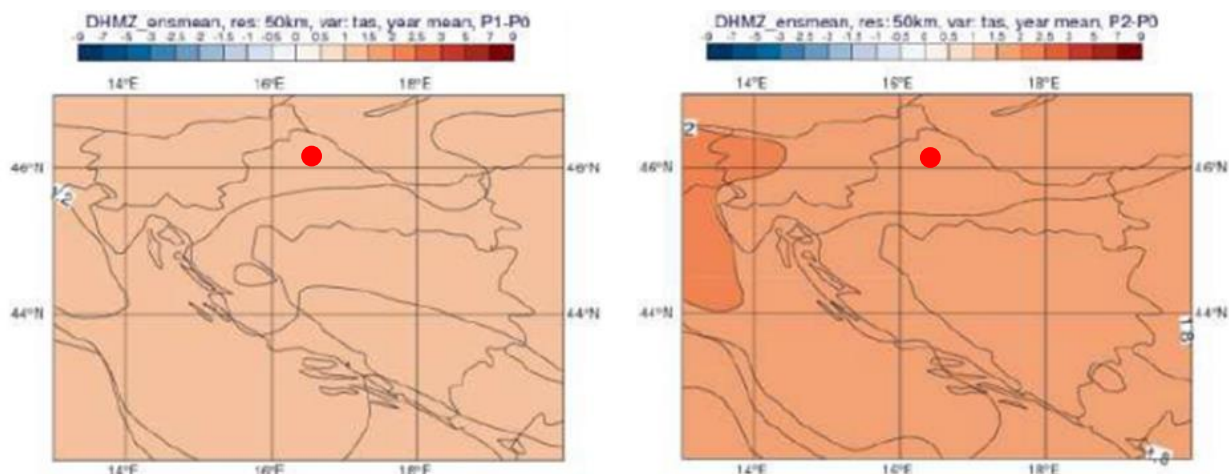 DHMZ_ensmean, res: 50km, var: tas, year mean, P1-P0
-9 -7 -5 -3 -2.5 -2 -1.5 -1 -0.5 0 0.5 1 1.5 2 2.5 3 5 7 9
14°E 16°E 18°E
46°N 46°N
44°N 44°N
14°E 16°E 18°E
DHMZ_ensmean, res: 50km, var: tas, year mean, P2-P0
-9 -7 -5 -3 -2.5 -2 -1.5 -1 -0.5 0 0.5 1 1.5 2 2.5 3 5 7 9
14°E 16°E 18°E
2
46°N 46°N
44°N 44°N
1.8
1.8
14°E 16°E 18°E